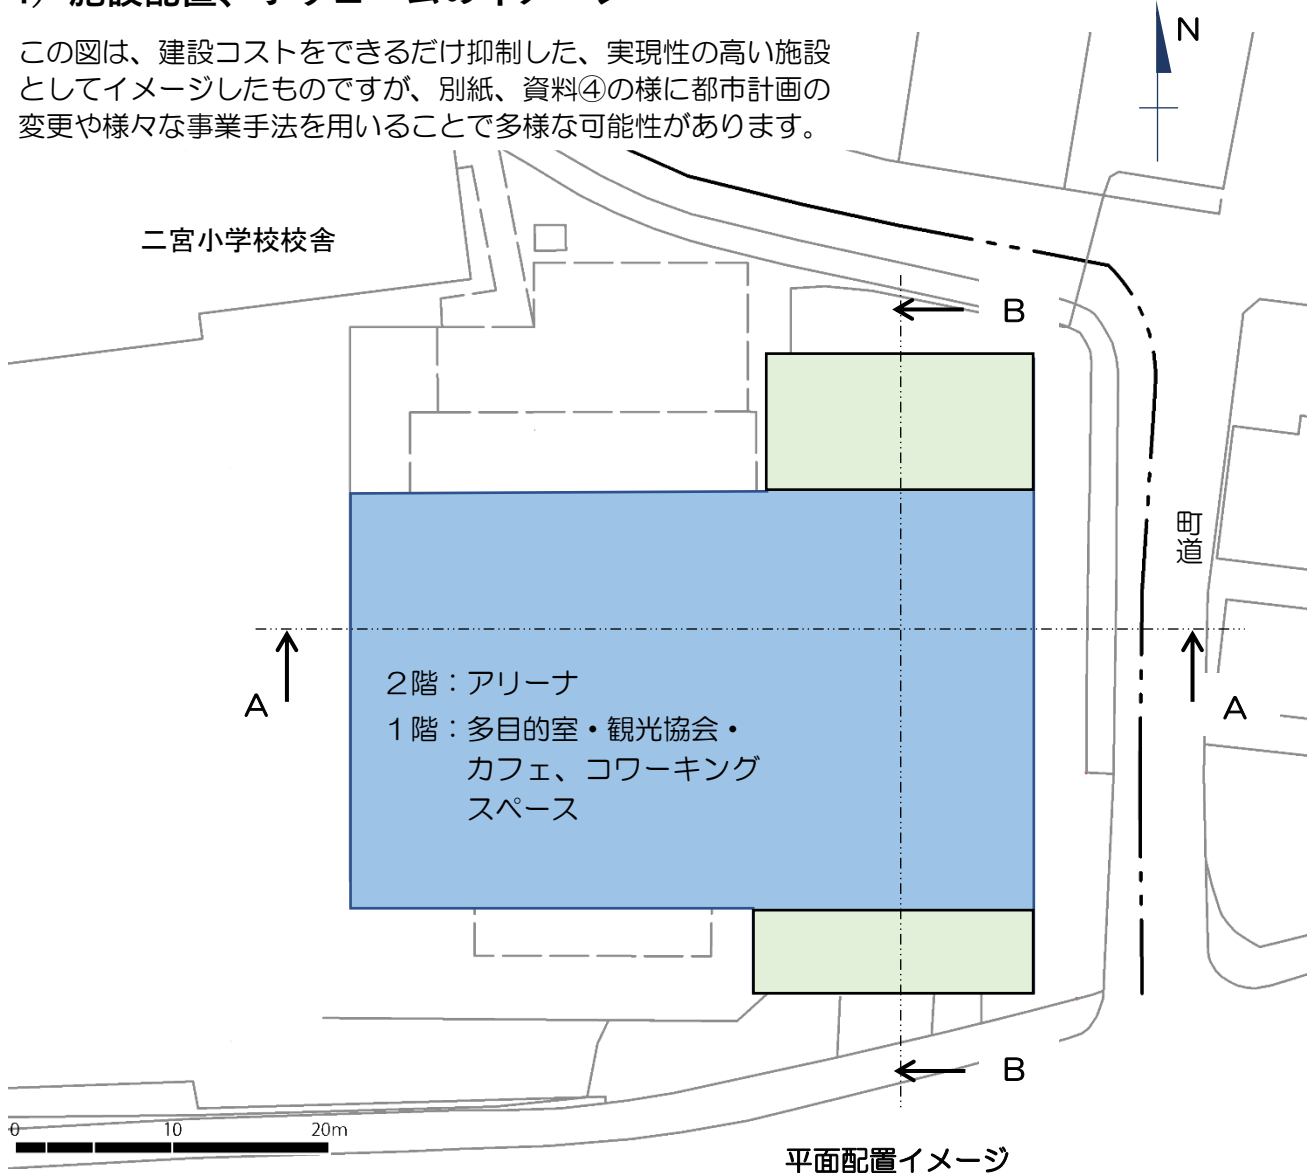 この図は、建設コストをできるだけ抑制した、実現性の高い施設
としてイメージしたものですが、別紙、資料④の様に都市計画の
変更や様々な事業手法を用いることで多様な可能性があります。
N
二宮小学校校舎
B
町道
A
A
２階：アリーナ
１階：多目的室・観光協会・
カフェ、コワーキング
スペース
B
0 10 20m
平面配置イメージ